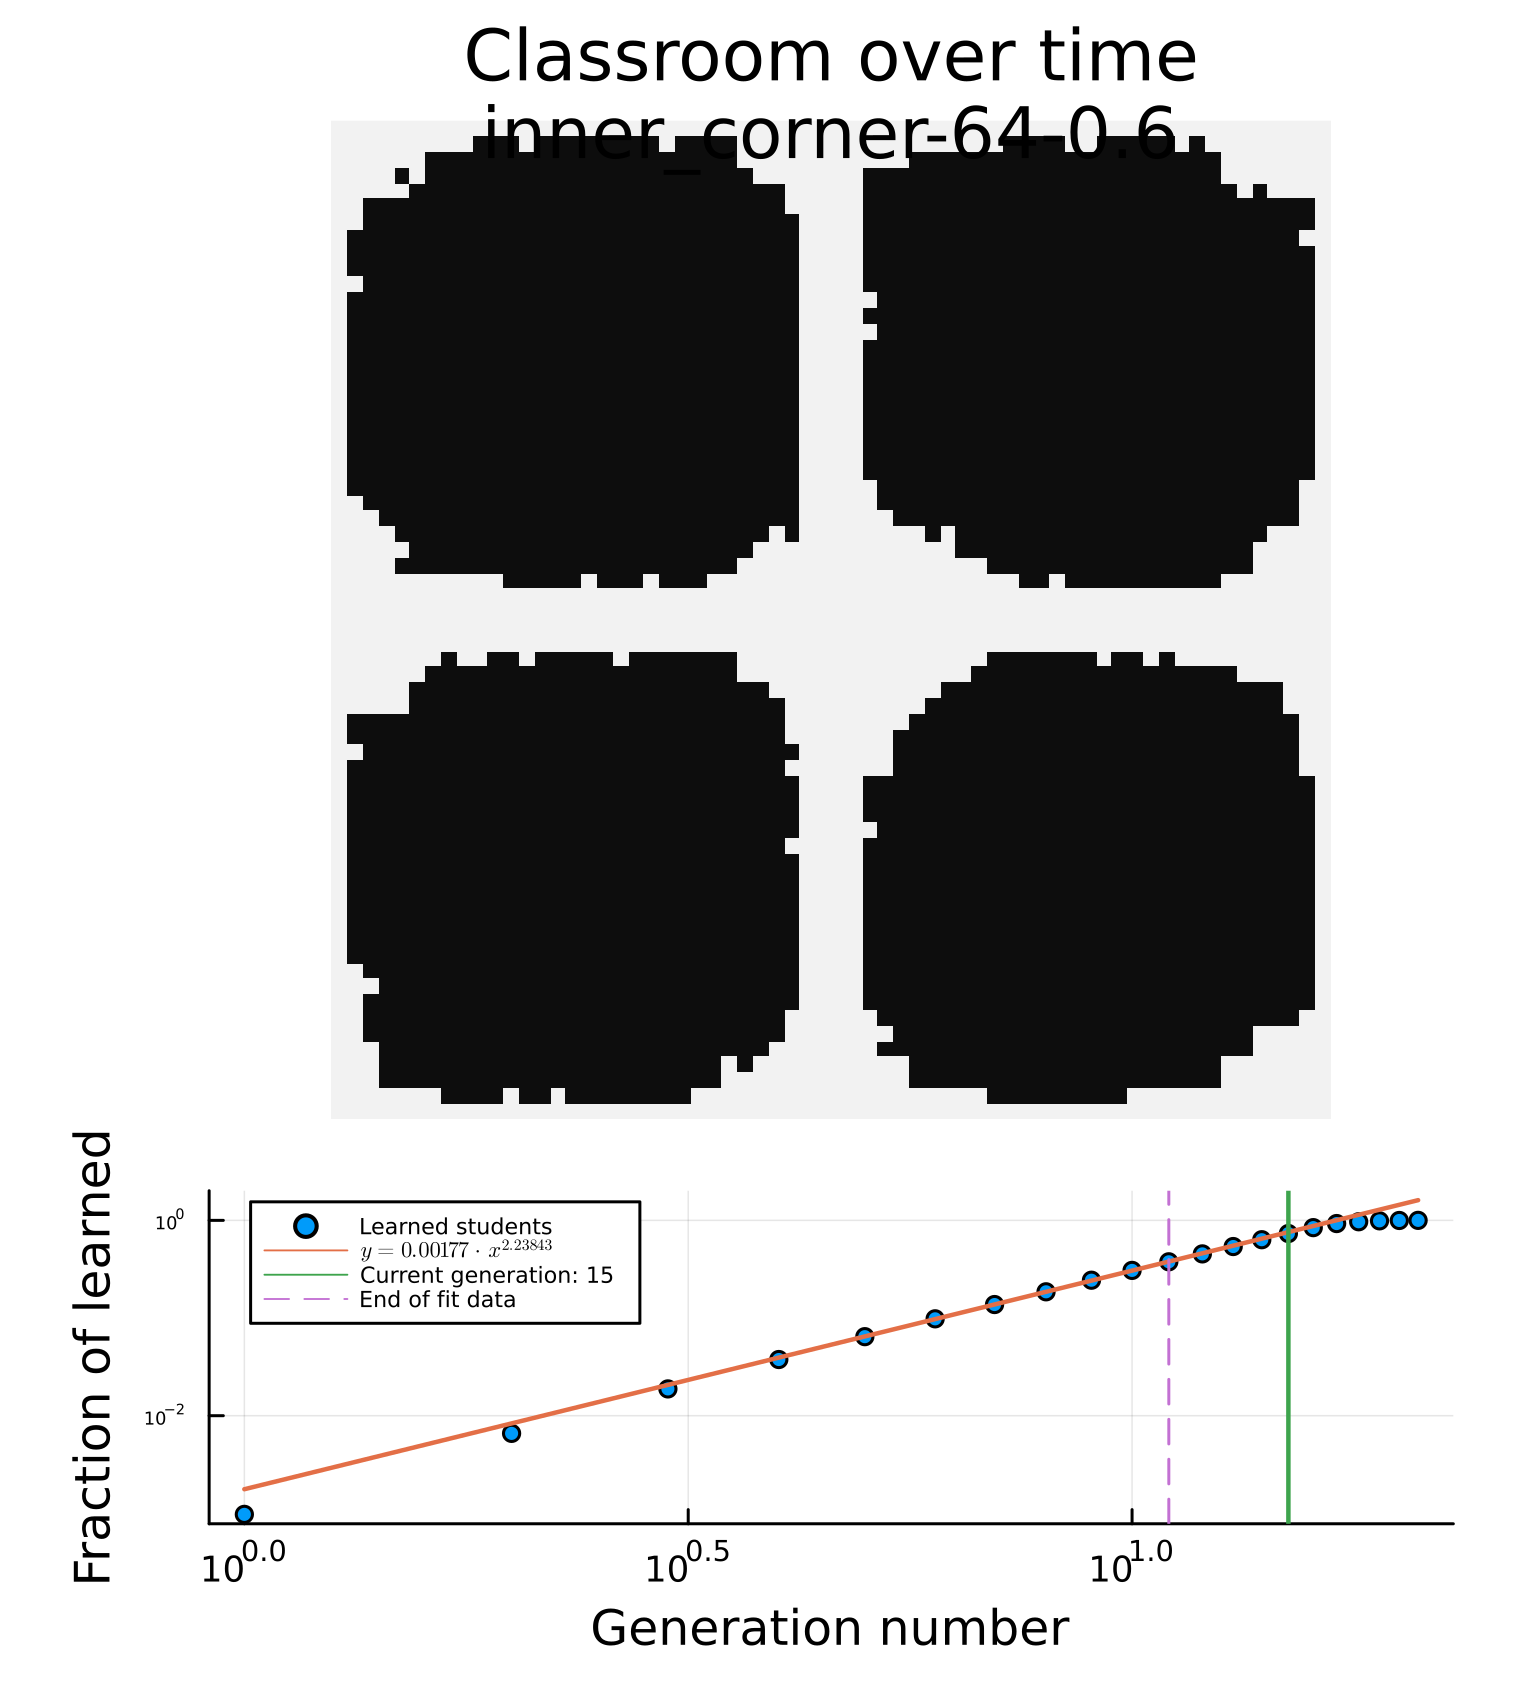 Classroom over time
inner_corner-64-0.6
Fraction of learned
10^0
10^-2
Learned students
y = 0.00177 · x^2.23843
Current generation: 15
End of fit data
10^0.0
10^0.5
10^1.0
Generation number